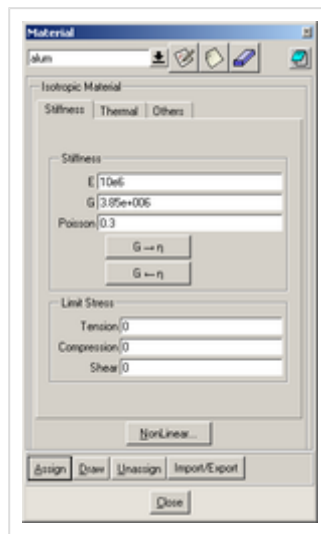 Material
alum
Isotropic Material
Stiffness Thermal Others
Stiffness
E 10e6
G 3.85e+006
Poisson 0.3
G → η
G ← η
Limit Stress
Tension 0
Compression 0
Shear 0
NonLinear...
Assign Draw Unassign Import/Export
Close